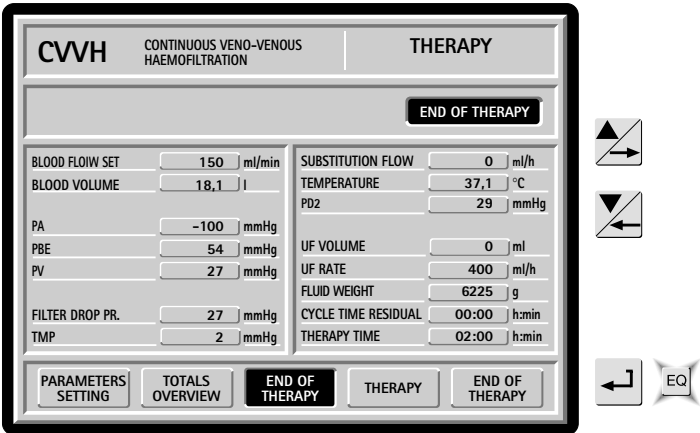 CVVH
CONTINUOUS VENO-VENOUS
HAEMOFILTRATION
THERAPY
END OF THERAPY
BLOOD FLOIW SET 150 ml/min
BLOOD VOLUME 18,1 l
PA -100 mmHg
PBE 54 mmHg
PV 27 mmHg
FILTER DROP PR. 27 mmHg
TMP 2 mmHg
SUBSTITUTION FLOW 0 ml/h
TEMPERATURE 37,1 °C
PD2 29 mmHg
UF VOLUME 0 ml
UF RATE 400 ml/h
FLUID WEIGHT 6225 g
CYCLE TIME RESIDUAL 00:00 h:min
THERAPY TIME 02:00 h:min
PARAMETERS
SETTING
TOTALS
OVERVIEW
END OF
THERAPY
THERAPY
END OF
THERAPY
EQ